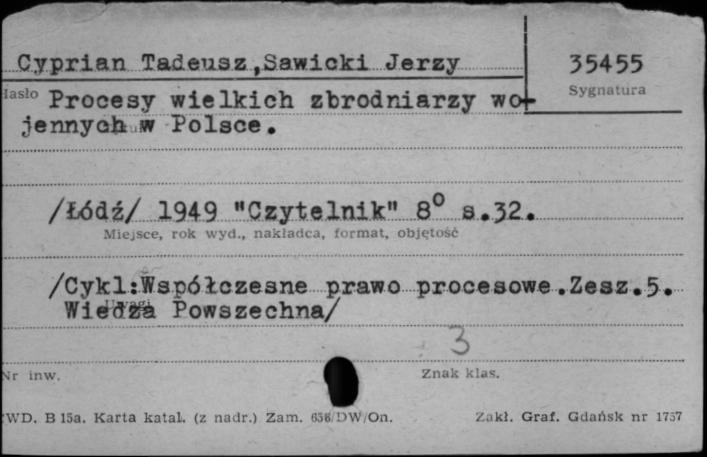 Cyprian Tadeusz,Sawicki Jerzy
35455
Hasło
Sygnatura
Procesy wielkich zbrodniarzy wo-
jennych w Polsce.
/Łódź/ 1949 "Czytelnik" 8° s.32.
Miejsce, rok wyd., nakładca, format, objętość
/Cykl:Współczesne prawo procesowe.Zesz.5.
Uwagi
Wiedza Powszechna/
3
Nr inw.
Znak klas.
WD. B 15a. Karta katal. (z nadr.) Zam. 656/DW/On.
Zakł. Graf. Gdańsk nr 1757